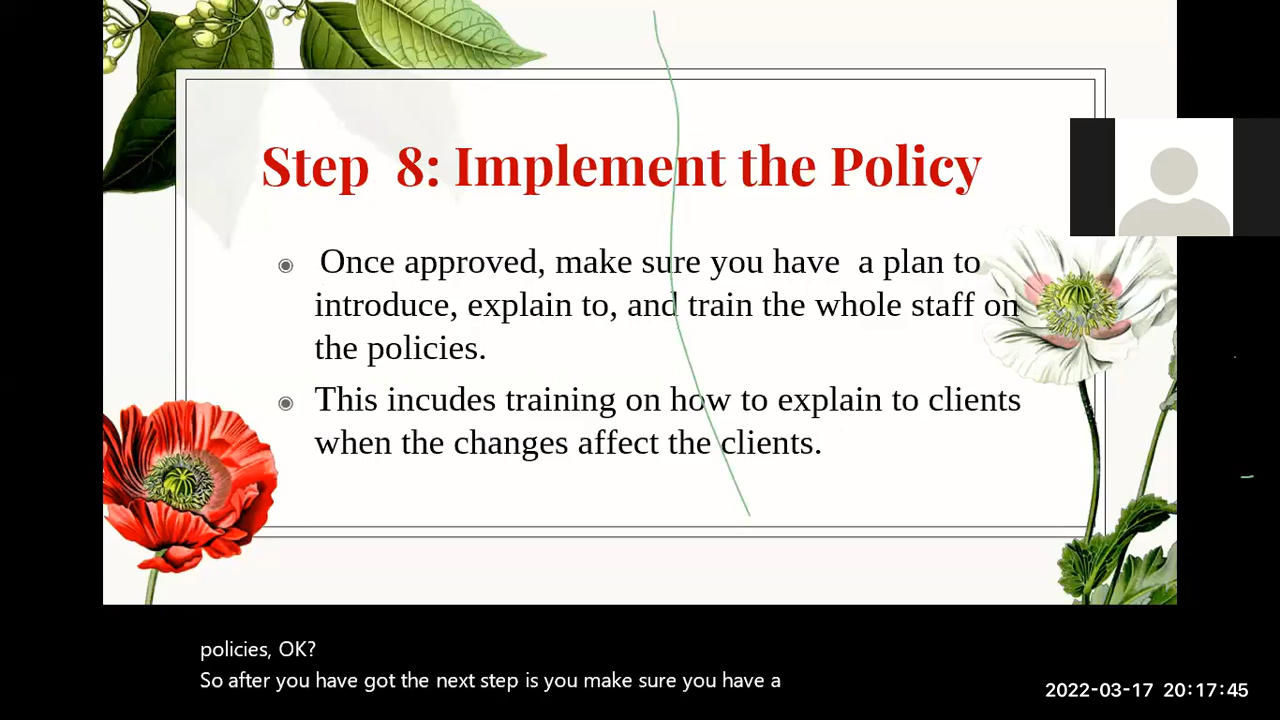 Step 8: Implement the Policy
Once approved, make sure you have a plan to
introduce, explain to, and train the whole staff on
the policies.
This incudes training on how to explain to clients
when the changes affect the clients.
policies, OK?
So after you have got the next step is you make sure you have a
2022-03-17 20:17:45